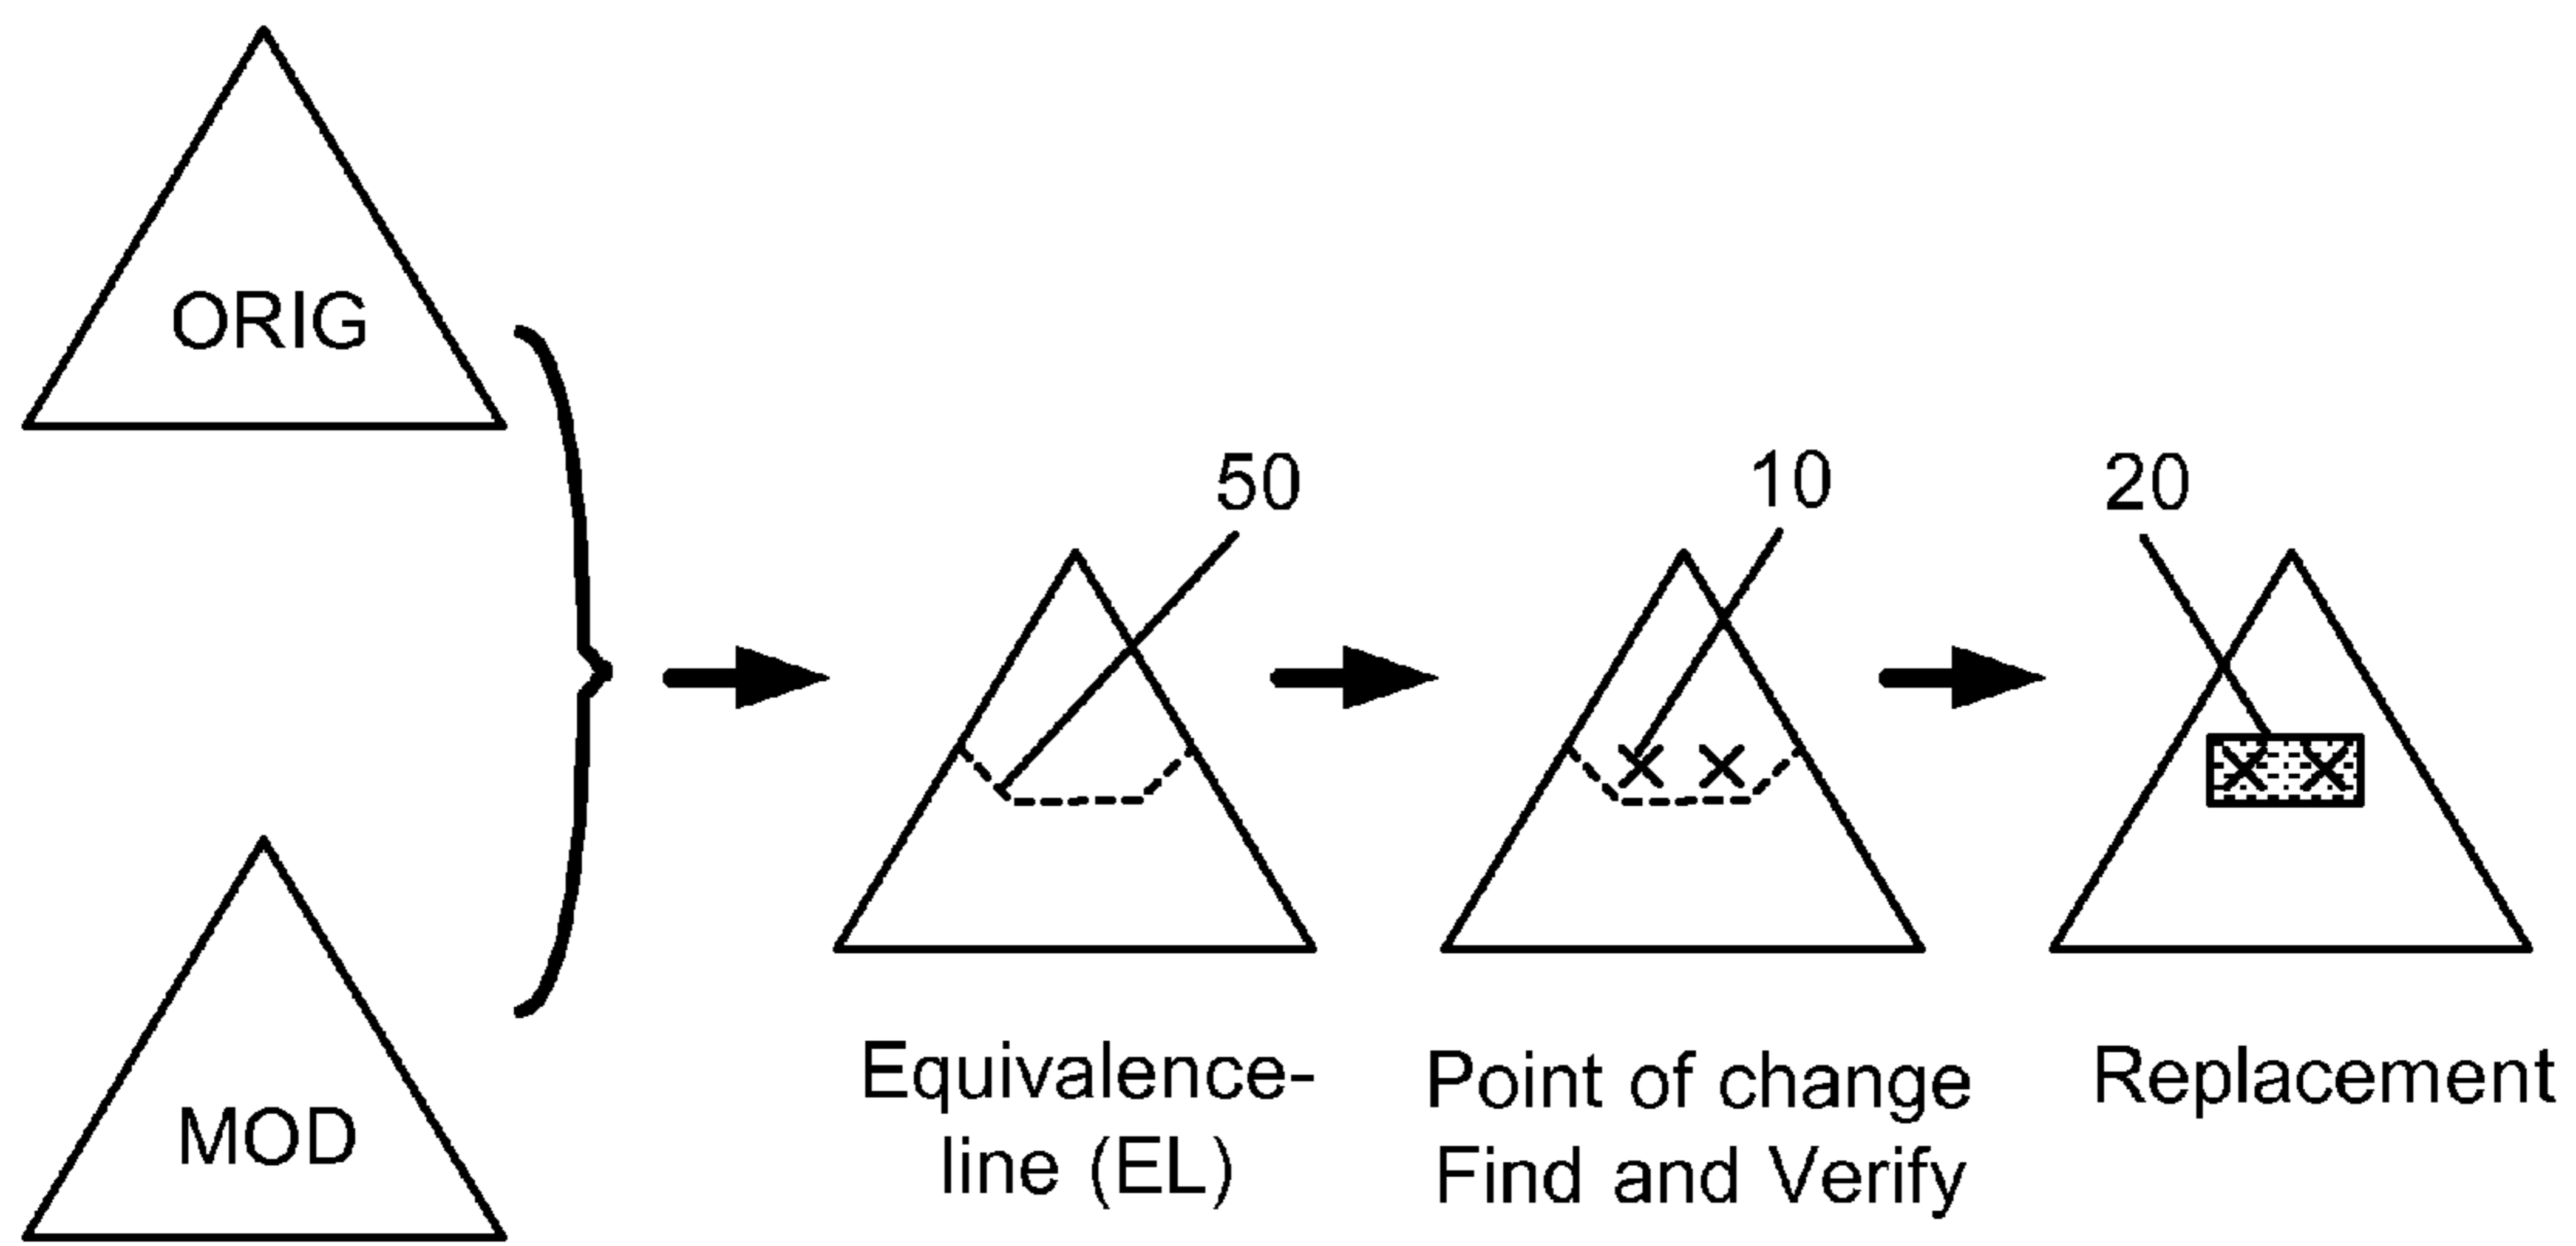 ORIG
MOD
50
10
20
Equivalence-
line (EL)
Point of change
Find and Verify
Replacement